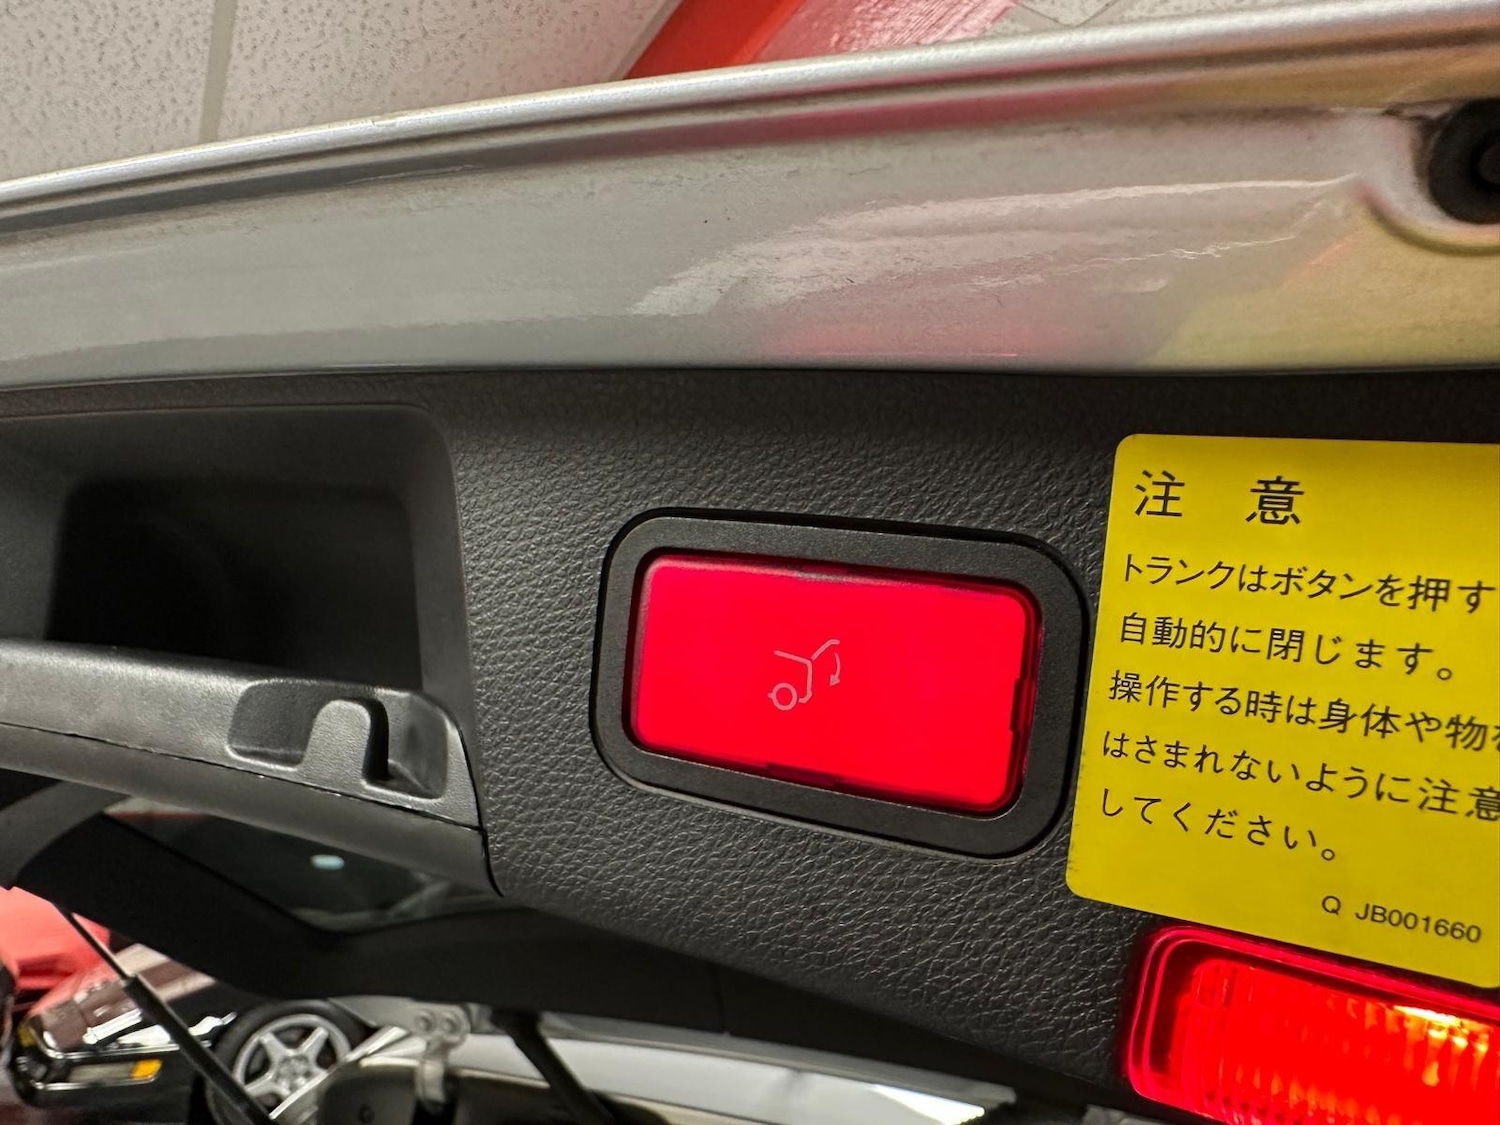 注 意
トランクはボタンを押す
自動的に閉じます。
操作する時は身体や物を
はさまれないように注意
してください。
Q JB001660